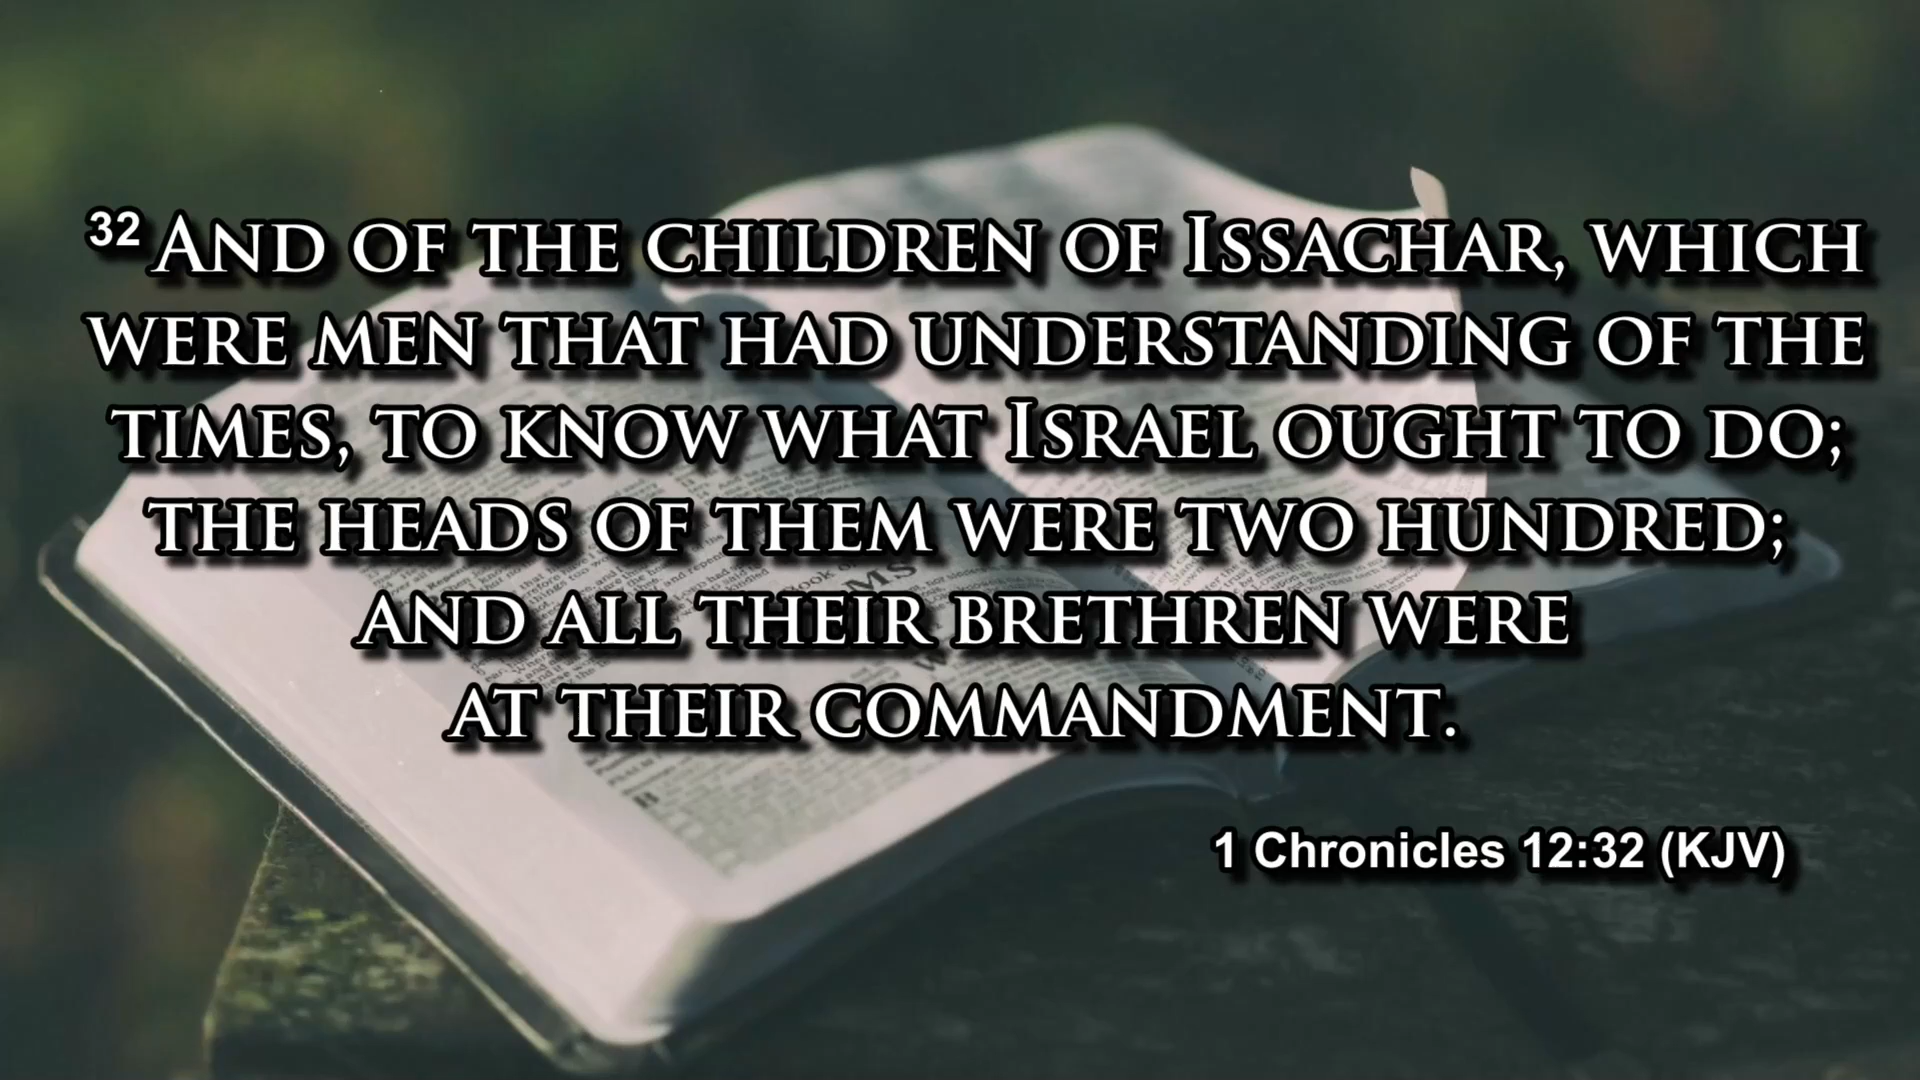 32 And of the children of Issachar, which
were men that had understanding of the
times, to know what Israel ought to do;
the heads of them were two hundred;
and all their brethren were
at their commandment.
1 Chronicles 12:32 (KJV)